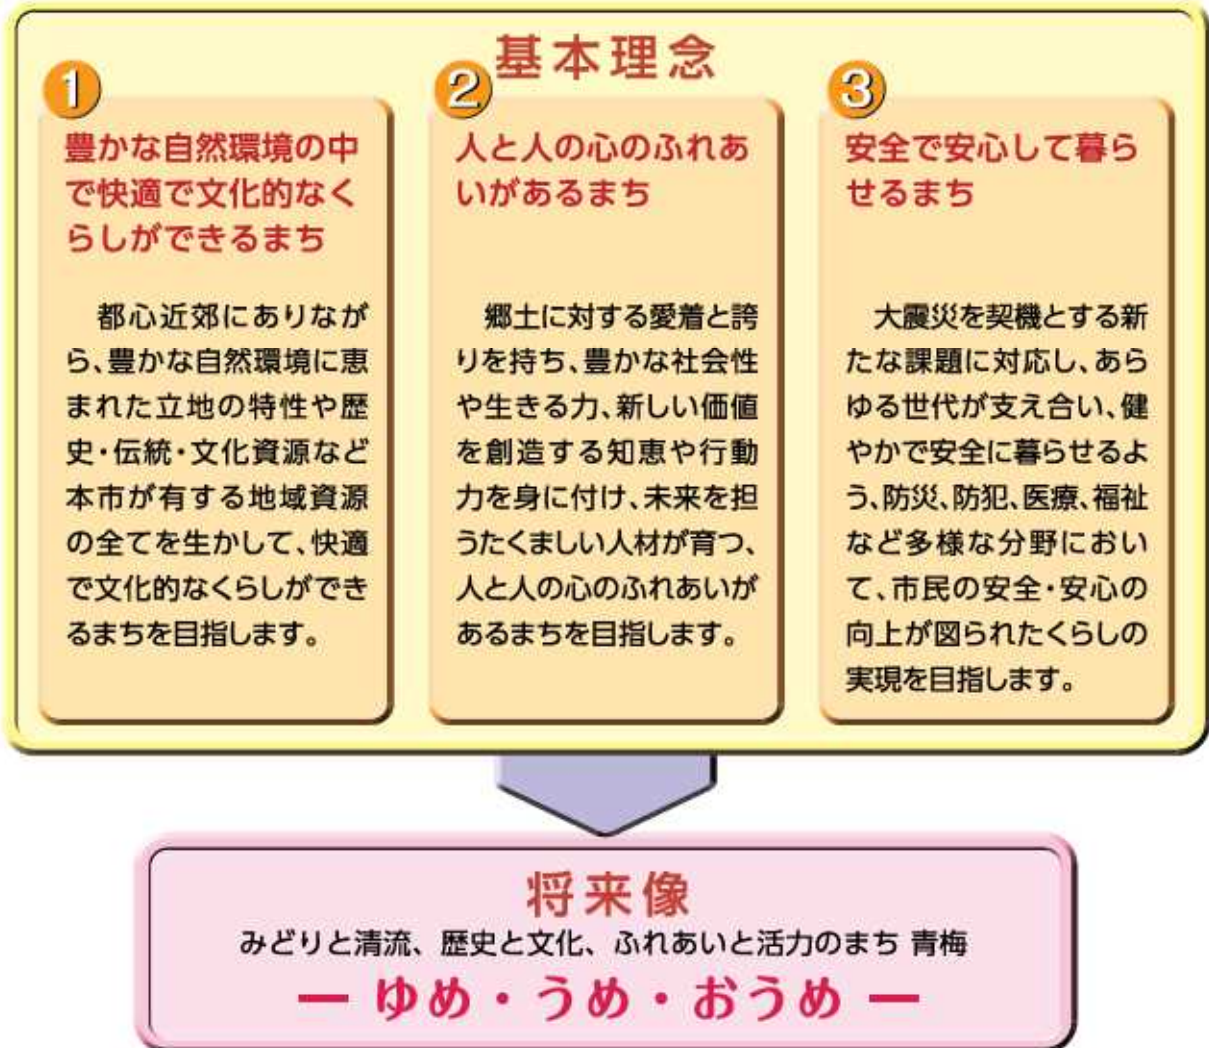 基本理念
1
豊かな自然環境の中
で快適で文化的なく
らしができるまち
都心近郊にありなが
ら、豊かな自然環境に恵
まれた立地の特性や歴
史・伝統・文化資源など
本市が有する地域資源
の全てを生かして、快適
で文化的なくらしができ
るまちを目指します。
2
人と人の心のふれあ
いがあるまち
郷土に対する愛着と誇
りを持ち、豊かな社会性
や生きる力、新しい価値
を創造する知恵や行動
力を身に付け、未来を担
うたくましい人材が育つ、
人と人の心のふれあいが
あるまちを目指します。
3
安全で安心して暮ら
せるまち
大震災を契機とする新
たな課題に対応し、あら
ゆる世代が支え合い、健
やかで安全に暮らせるよ
う、防災、防犯、医療、福祉
など多様な分野におい
て、市民の安全・安心の
向上が図られたくらしの
実現を目指します。
将来像
みどりと清流、歴史と文化、ふれあいと活力のまち 青梅
― ゆめ・うめ・おうめ ―